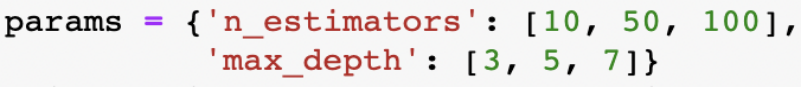 params = {'n_estimators': [10, 50, 100],
          'max_depth': [3, 5, 7]}